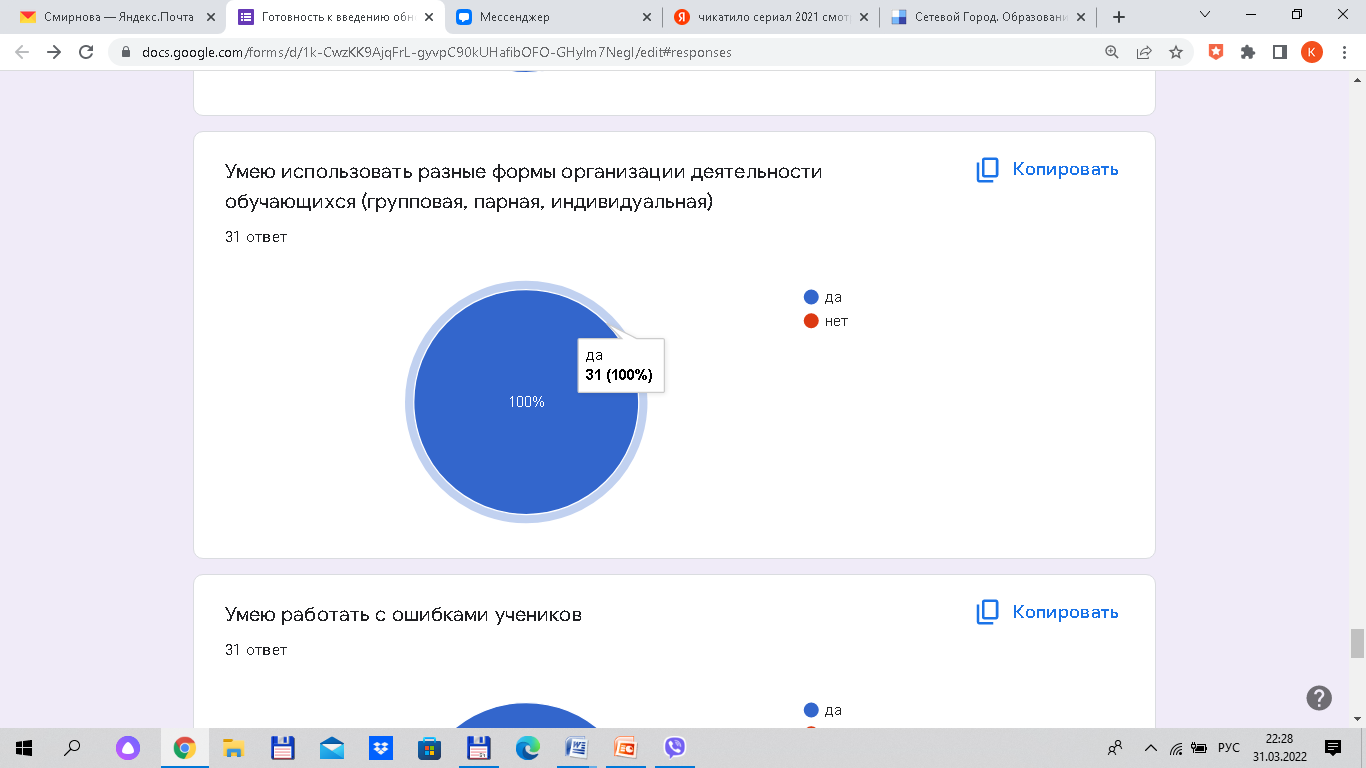 Смирнова — Яндекс.Почта
Готовность к введению обн
Мессенджер
Я
чикатило сериал 2021 смотр
Сетевой Город. Образовани
docs.google.com/forms/d/1k-CwzKK9AjqFrL-gyvpC90kUHafibOFO-GHyIm7NegI/edit#responses
К
Умею использовать разные формы организации деятельности
обучающихся (групповая, парная, индивидуальная)
Копировать
31 ответ
да
нет
да
31 (100%)
100%
Умею работать с ошибками учеников
Копировать
31 ответ
да
РУС
22:28
31.03.2022